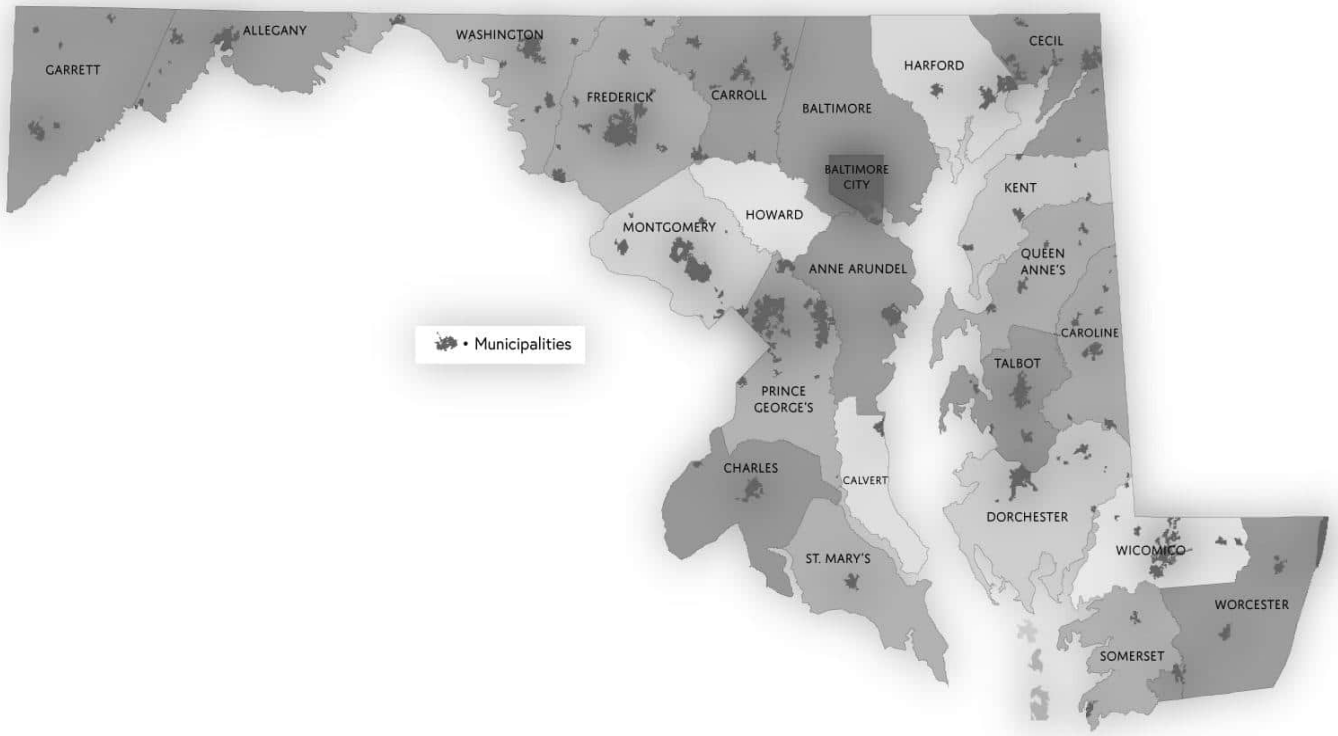 GARRETT
ALLEGANY
WASHINGTON
FREDERICK
CARROLL
BALTIMORE
HARFORD
CECIL
BALTIMORE
CITY
KENT
HOWARD
MONTGOMERY
ANNE ARUNDEL
QUEEN
ANNE'S
• Municipalities
CAROLINE
TALBOT
PRINCE
GEORGE'S
CHARLES
CALVERT
DORCHESTER
ST. MARY'S
WICOMICO
WORCESTER
SOMERSET